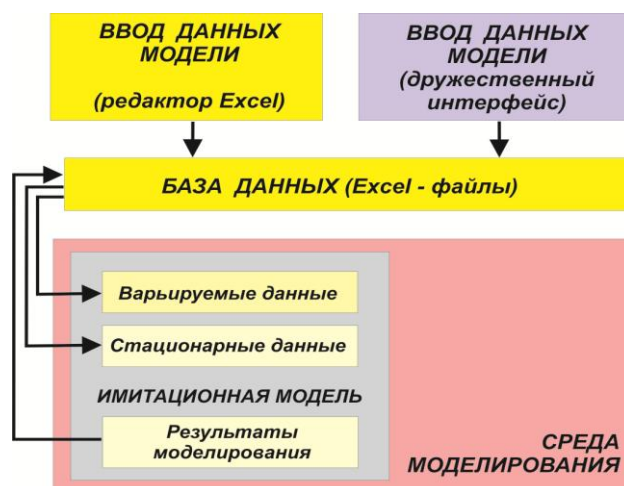 ВВОД ДАННЫХ
МОДЕЛИ
(редактор Excel)
ВВОД ДАННЫХ
МОДЕЛИ
(дружественный
интерфейс)
БАЗА ДАННЫХ (Excel - файлы)
Варьируемые данные
Стационарные данные
ИМИТАЦИОННАЯ МОДЕЛЬ
Результаты
моделирования
СРЕДА
МОДЕЛИРОВАНИЯ